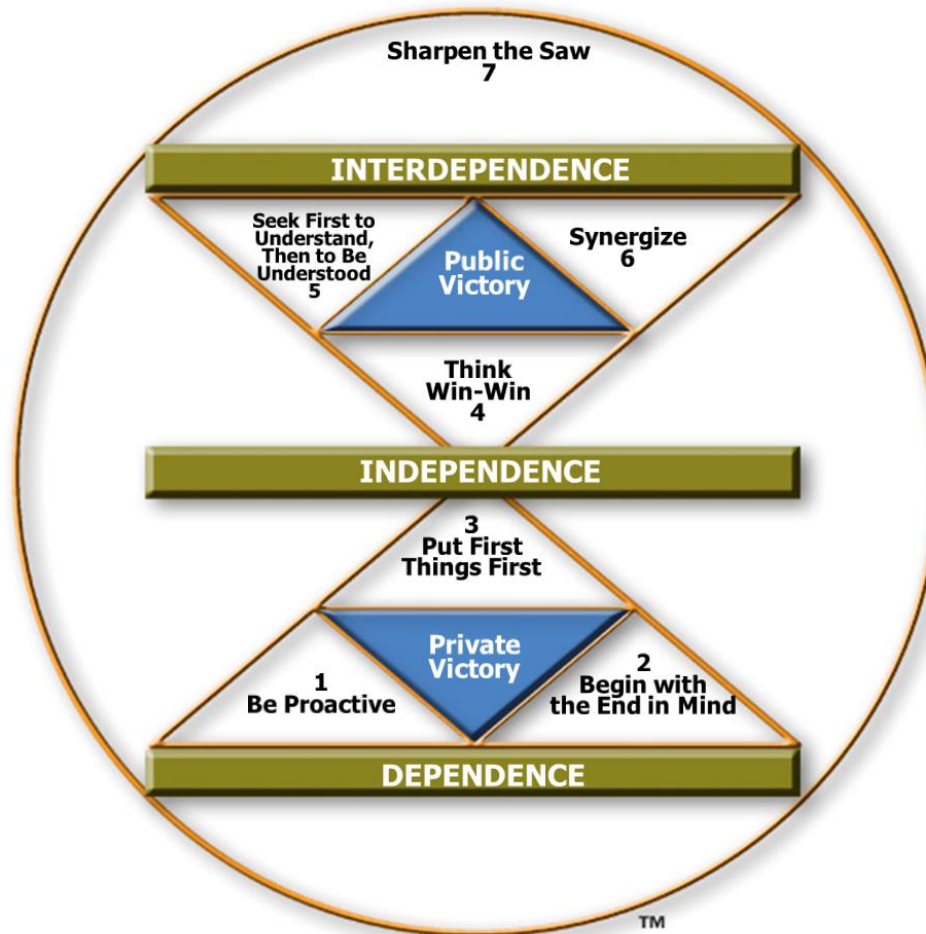 Sharpen the Saw
7
INTERDEPENDENCE
Seek First to
Understand,
Then to Be
Understood
5
Public
Victory
Synergize
6
Think
Win-Win
4
INDEPENDENCE
3
Put First
Things First
Private
Victory
1
Be Proactive
2
Begin with
the End in Mind
DEPENDENCE
TM